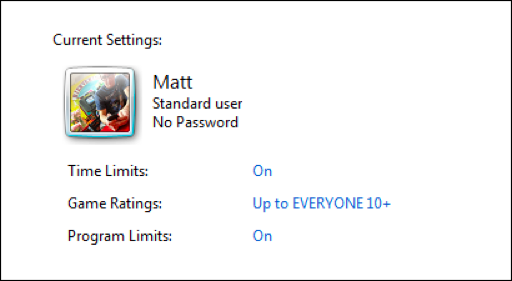 Current Settings:
Matt
Standard user
No Password
Time Limits: On
Game Ratings: Up to EVERYONE 10+
Program Limits: On